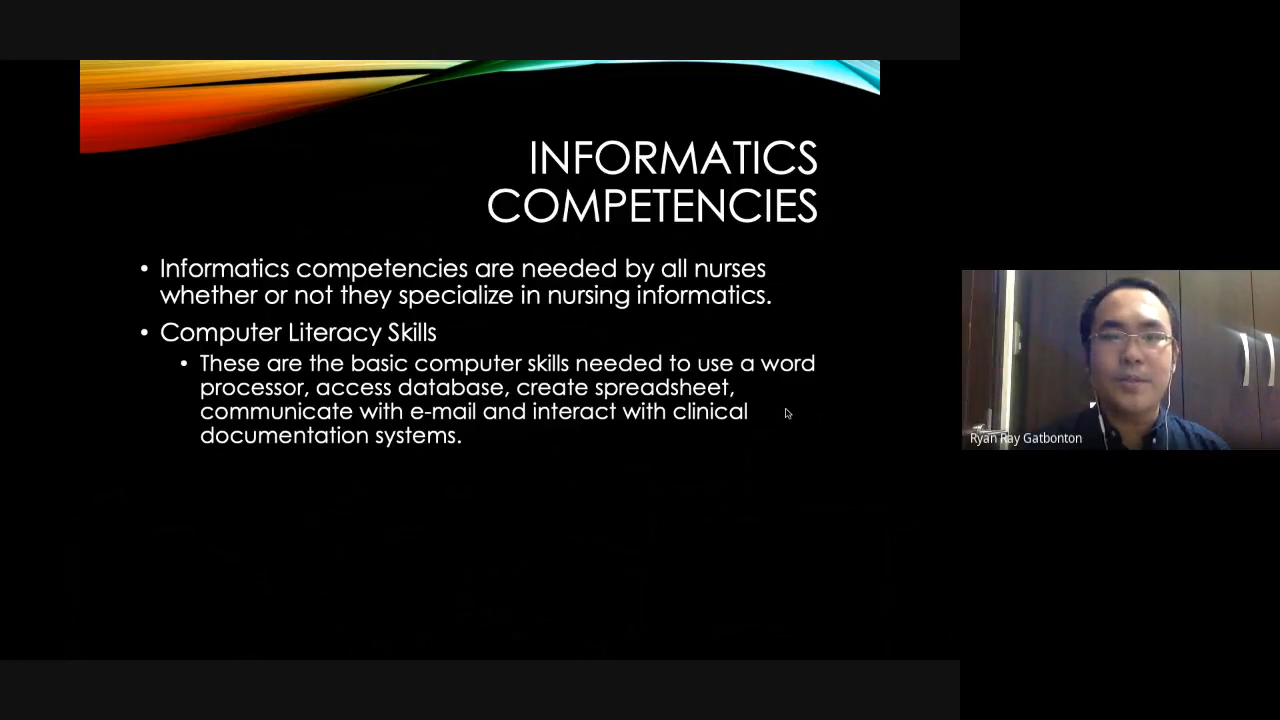 INFORMATICS
COMPETENCIES
• Informatics competencies are needed by all nurses
whether or not they specialize in nursing informatics.
• Computer Literacy Skills
• These are the basic computer skills needed to use a word
processor, access database, create spreadsheet,
communicate with e-mail and interact with clinical
documentation systems.
Ryan Ray Gatbonton